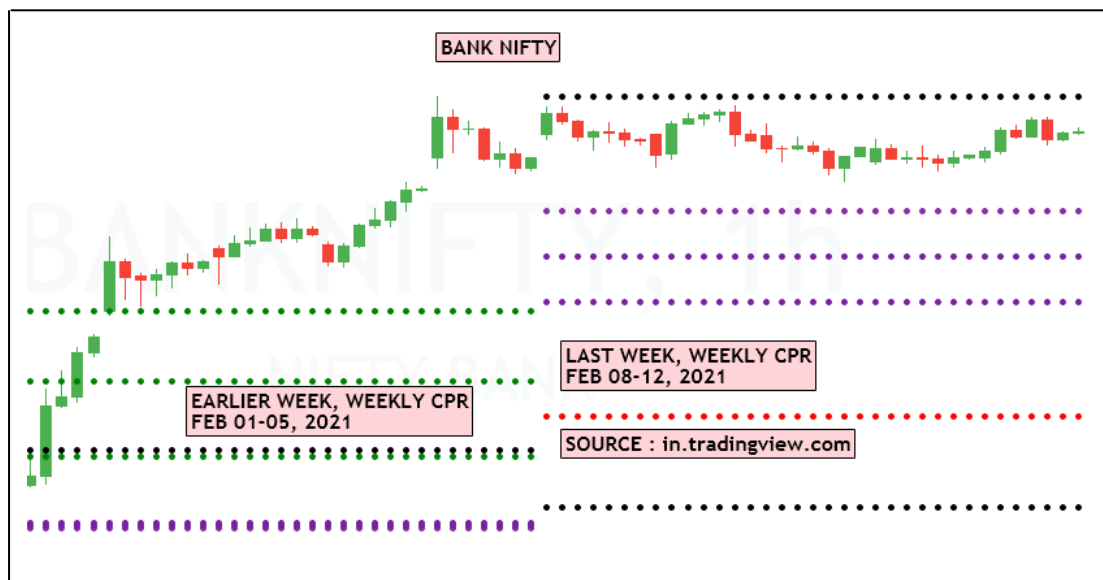 BANK NIFTY
BANKNIFTY, 1h
NIFTY BANK
LAST WEEK, WEEKLY CPR
FEB 08-12, 2021
EARLIER WEEK, WEEKLY CPR
FEB 01-05, 2021
SOURCE : in.tradingview.com